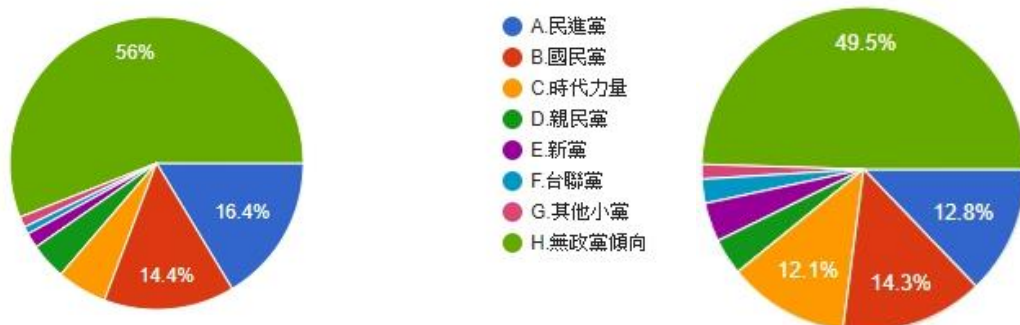 56%
16.4%
14.4%
A.民進黨
B.國民黨
C.時代力量
D.親民黨
E.新黨
F.台聯黨
G.其他小黨
H.無政黨傾向
49.5%
12.8%
12.1%
14.3%